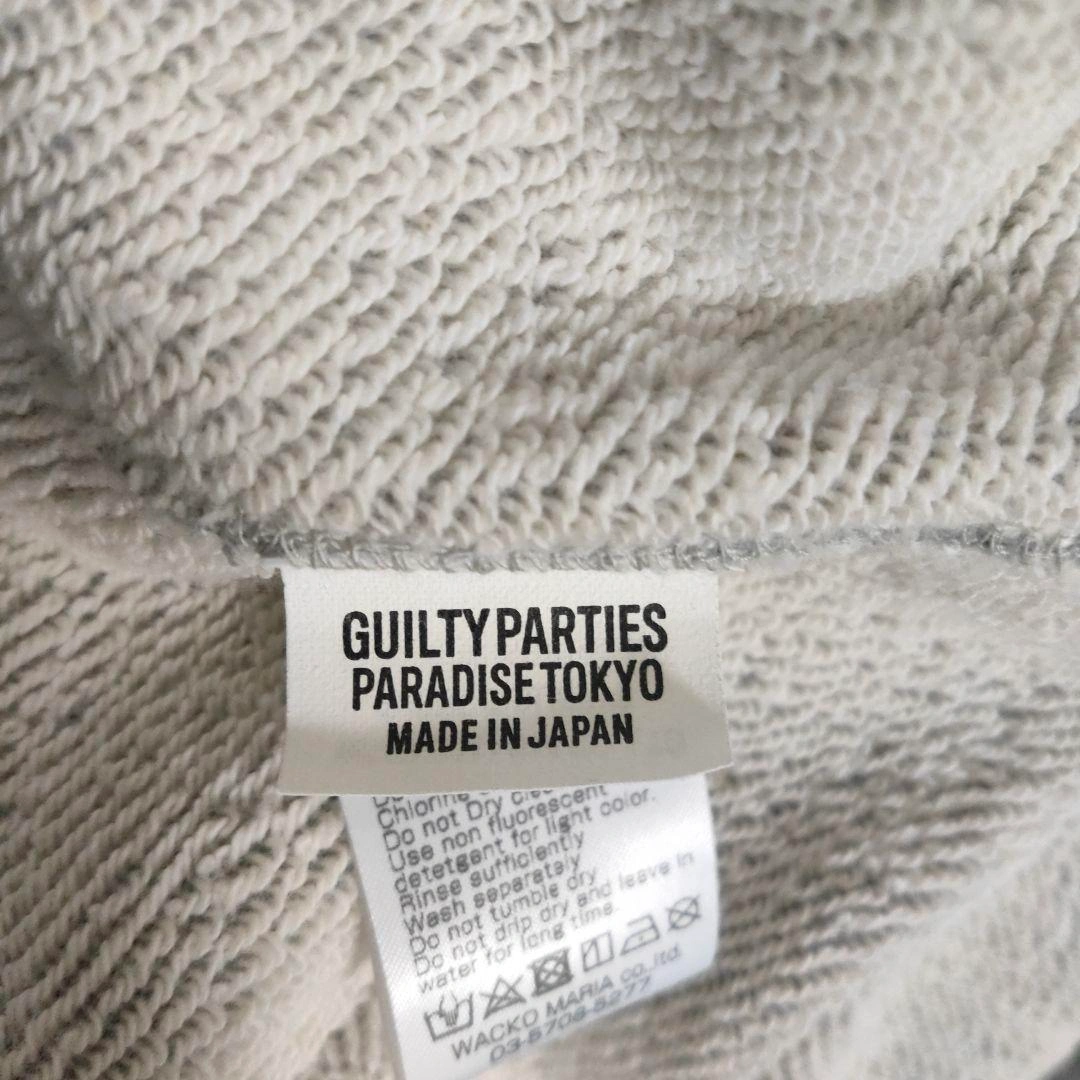 GUILTY PARTIES
PARADISE TOKYO
MADE IN JAPAN
Chlorine
Do not Dry
Use non fluorescent
detetgent for light color.
Rinse sufficiently
Wash separately
Do not tumble dry
Do not drip dry and leave in
water for long time.
WACKO MARIA co.,ltd.
03-5708-5277